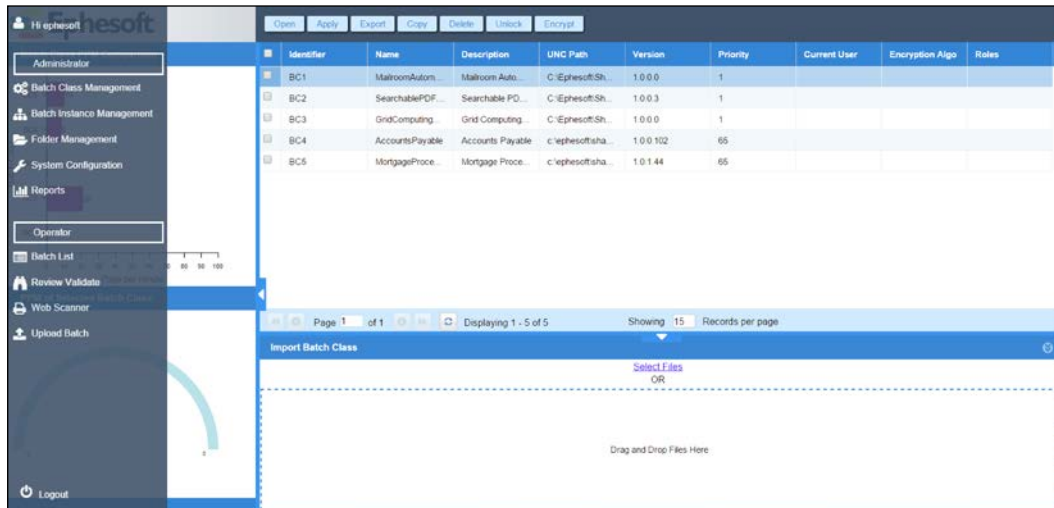 Hi ephesoft
Ephesoft
Administrator
Batch Class Management
Batch Instance Management
Folder Management
System Configuration
Reports
Operator
Batch List
Review Validate
Web Scanner
Upload Batch
Logout
Open Apply Export Copy Delete Unlock Encrypt
Identifier Name Description UNC Path Version Priority Current User Encryption Algo Roles
BC1 MailroomAutom... Mailroom Auto... C:\Ephesoft\Sh... 1.0.0.0 1
BC2 SearchablePDF... Searchable PD... C:\Ephesoft\Sh... 1.0.0.3 1
BC3 GridComputing... Grid Computing... C:\Ephesoft\Sh... 1.0.0.0 1
BC4 AccountsPayable Accounts Payable c:\ephesoft\sha... 1.0.0.102 65
BC5 MortgageProce... Mortgage Proce... c:\ephesoft\sha... 1.0.1.44 65
80 90 100
Page 1 of 1 Displaying 1 - 5 of 5 Showing 15 Records per page
Import Batch Class
Select Files
OR
Drag and Drop Files Here